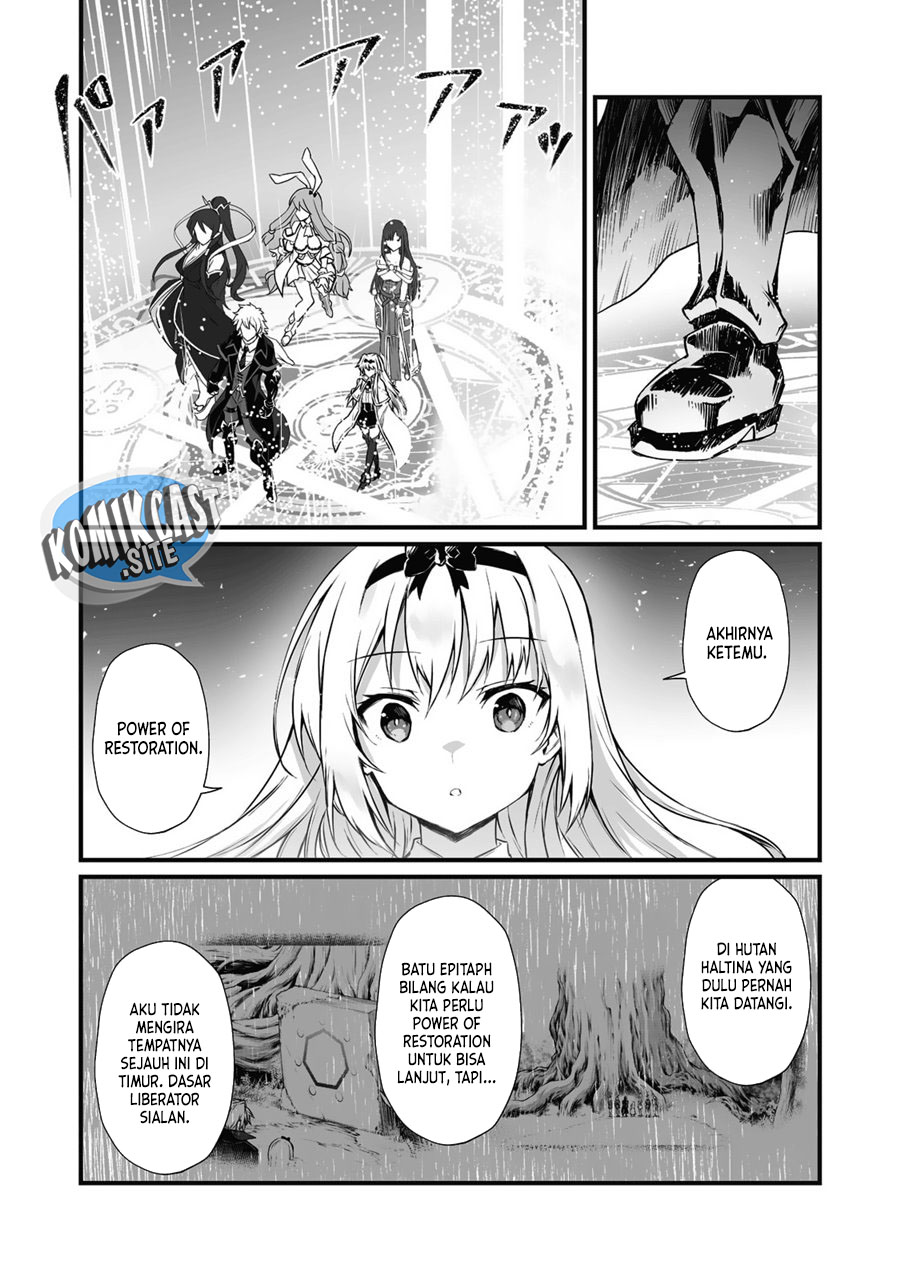 パァアアアッ
KOMIKCAST
.SITE
AKHIRNYA
KETEMU.
POWER OF
RESTORATION.
DI HUTAN
HALTINA YANG
DULU PERNAH
KITA DATANGI.
BATU EPITAPH
BILANG KALAU
KITA PERLU
POWER OF
RESTORATION
UNTUK BISA
LANJUT, TAPI...
AKU TIDAK
MENGIRA
TEMPATNYA
SEJAUH INI DI
TIMUR. DASAR
LIBERATOR
SIALAN.